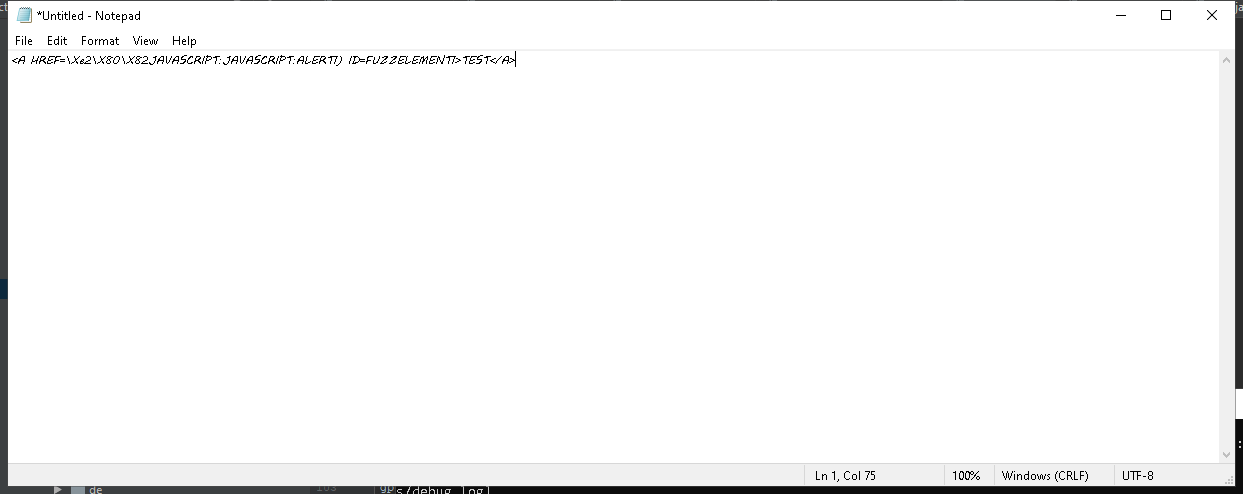 *Untitled - Notepad
File Edit Format View Help
<A HREF=\Xe2\X80\X82JAVASCRIPT:JAVASCRIPT:ALERT1) ID=FUZZELEMENT1>TEST</A>
Ln 1, Col 75 100% Windows (CRLF) UTF-8
de